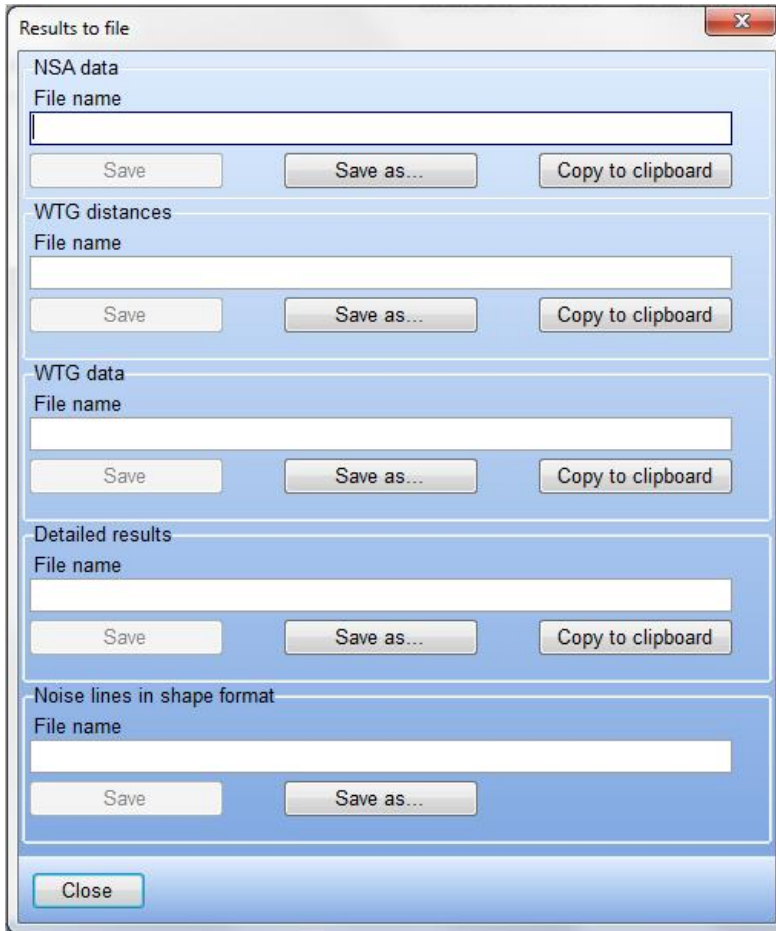 Results to file
NSA data
File name
Save Save as... Copy to clipboard
WTG distances
File name
Save Save as... Copy to clipboard
WTG data
File name
Save Save as... Copy to clipboard
Detailed results
File name
Save Save as... Copy to clipboard
Noise lines in shape format
File name
Save Save as...
Close